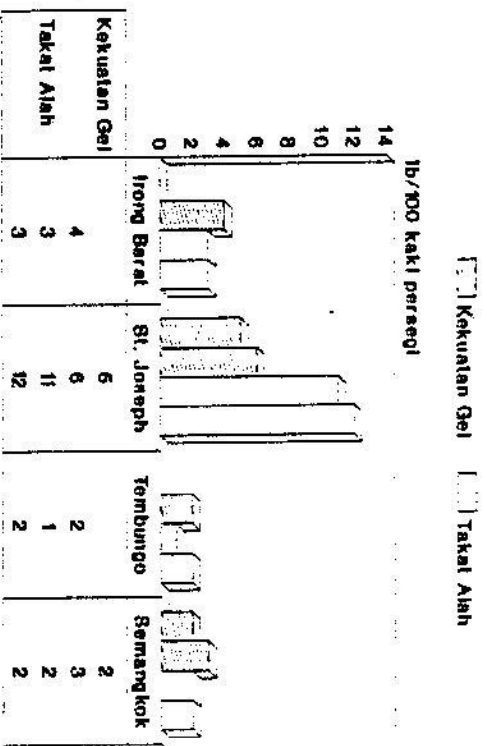 Kekuatan Gel Takat Alah
1b/100 kaki persegi
14
12
10
8
6
4
2
0
Irong Barat St. Joseph Tembungo Semangkok
Kekuatan Gel 5 2
4 6 2 3
Takat Alah 3 11 1 2
3 12 2 2